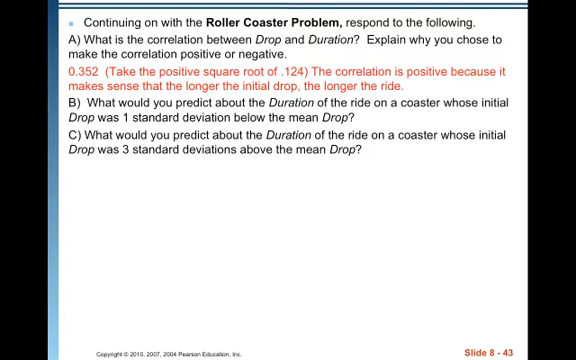 Continuing on with the Roller Coaster Problem, respond to the following.
A) What is the correlation between Drop and Duration? Explain why you chose to
make the correlation positive or negative.
0.352 (Take the positive square root of .124) The correlation is positive because it
makes sense that the longer the initial drop, the longer the ride.
B) What would you predict about the Duration of the ride on a coaster whose initial
Drop was 1 standard deviation below the mean Drop?
C) What would you predict about the Duration of the ride on a coaster whose initial
Drop was 3 standard deviations above the mean Drop?
Copyright © 2010, 2007, 2004 Pearson Education, Inc.
Slide 8 - 43